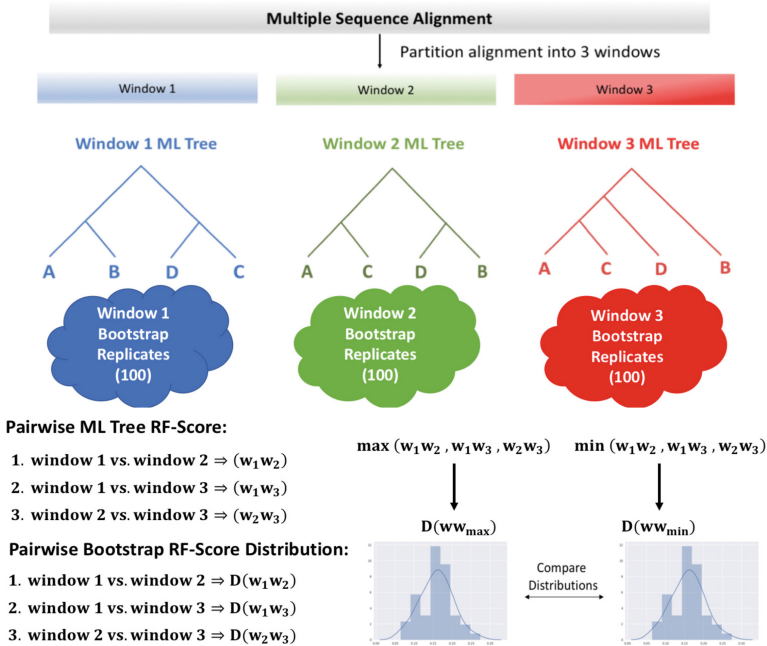 Multiple Sequence Alignment
Partition alignment into 3 windows
Window 1
Window 2
Window 3
Window 1 ML Tree
Window 2 ML Tree
Window 3 ML Tree
A B D C
A C D B
A C D B
Window 1
Bootstrap
Replicates
(100)
Window 2
Bootstrap
Replicates
(100)
Window 3
Bootstrap
Replicates
(100)
Pairwise ML Tree RF-Score:
1. window 1 vs. window 2 ⇒ (w₁w₂)
2. window 1 vs. window 3 ⇒ (w₁w₃)
3. window 2 vs. window 3 ⇒ (w₂w₃)
Pairwise Bootstrap RF-Score Distribution:
1. window 1 vs. window 2 ⇒ D(w₁w₂)
2. window 1 vs. window 3 ⇒ D(w₁w₃)
3. window 2 vs. window 3 ⇒ D(w₂w₃)
max (w₁w₂ , w₁w₃ , w₂w₃)
min (w₁w₂ , w₁w₃ , w₂w₃)
D(ww_max)
D(ww_min)
Compare
Distributions